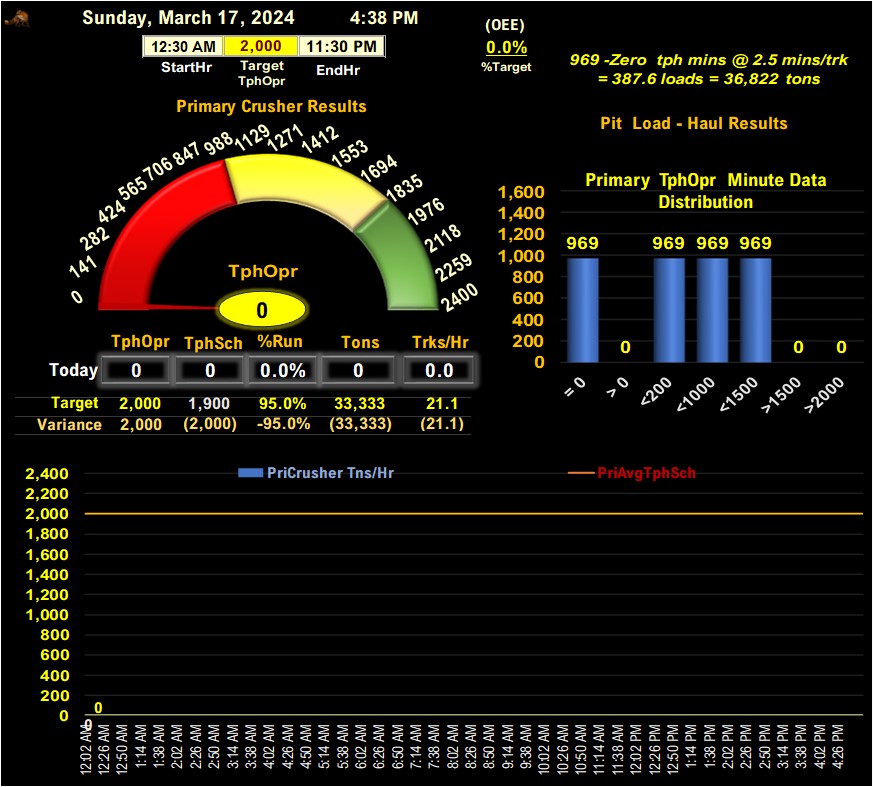 Sunday, March 17, 2024 4:38 PM
12:30 AM 2,000 11:30 PM
StartHr Target TphOpr EndHr
(OEE)
0.0%
%Target
969 -Zero tph mins @ 2.5 mins/trk
= 387.6 loads = 36,822 tons
Primary Crusher Results
0 141 282 424 565 706 847 988 1129 1271 1412 1553 1694 1835 1976 2118 2259 2400
TphOpr
0
TphOpr TphSch %Run Tons Trks/Hr
Today 0 0 0.0% 0 0.0
Target 2,000 1,900 95.0% 33,333 21.1
Variance 2,000 (2,000) -95.0% (33,333) (21.1)
Pit Load - Haul Results
Primary TphOpr Minute Data
Distribution
1,600
1,400
1,200
1,000
800
600
400
200
0
969 0 969 969 969 0 0
= 0 > 0 <200 <1000 <1500 >1500 >2000
PriCrusher Tns/Hr PriAvgTphSch
2,400
2,200
2,000
1,800
1,600
1,400
1,200
1,000
800
600
400
200
0
0
0
12:02 AM 12:26 AM 12:50 AM 1:14 AM 1:38 AM 2:02 AM 2:26 AM 2:50 AM 3:14 AM 3:38 AM 4:02 AM 4:26 AM 4:50 AM 5:14 AM 5:38 AM 6:02 AM 6:26 AM 6:50 AM 7:14 AM 7:38 AM 8:02 AM 8:26 AM 8:50 AM 9:14 AM 9:38 AM 10:02 AM 10:26 AM 10:50 AM 11:14 AM 11:38 AM 12:02 PM 12:26 PM 12:50 PM 1:14 PM 1:38 PM 2:02 PM 2:26 PM 2:50 PM 3:14 PM 3:38 PM 4:02 PM 4:26 PM